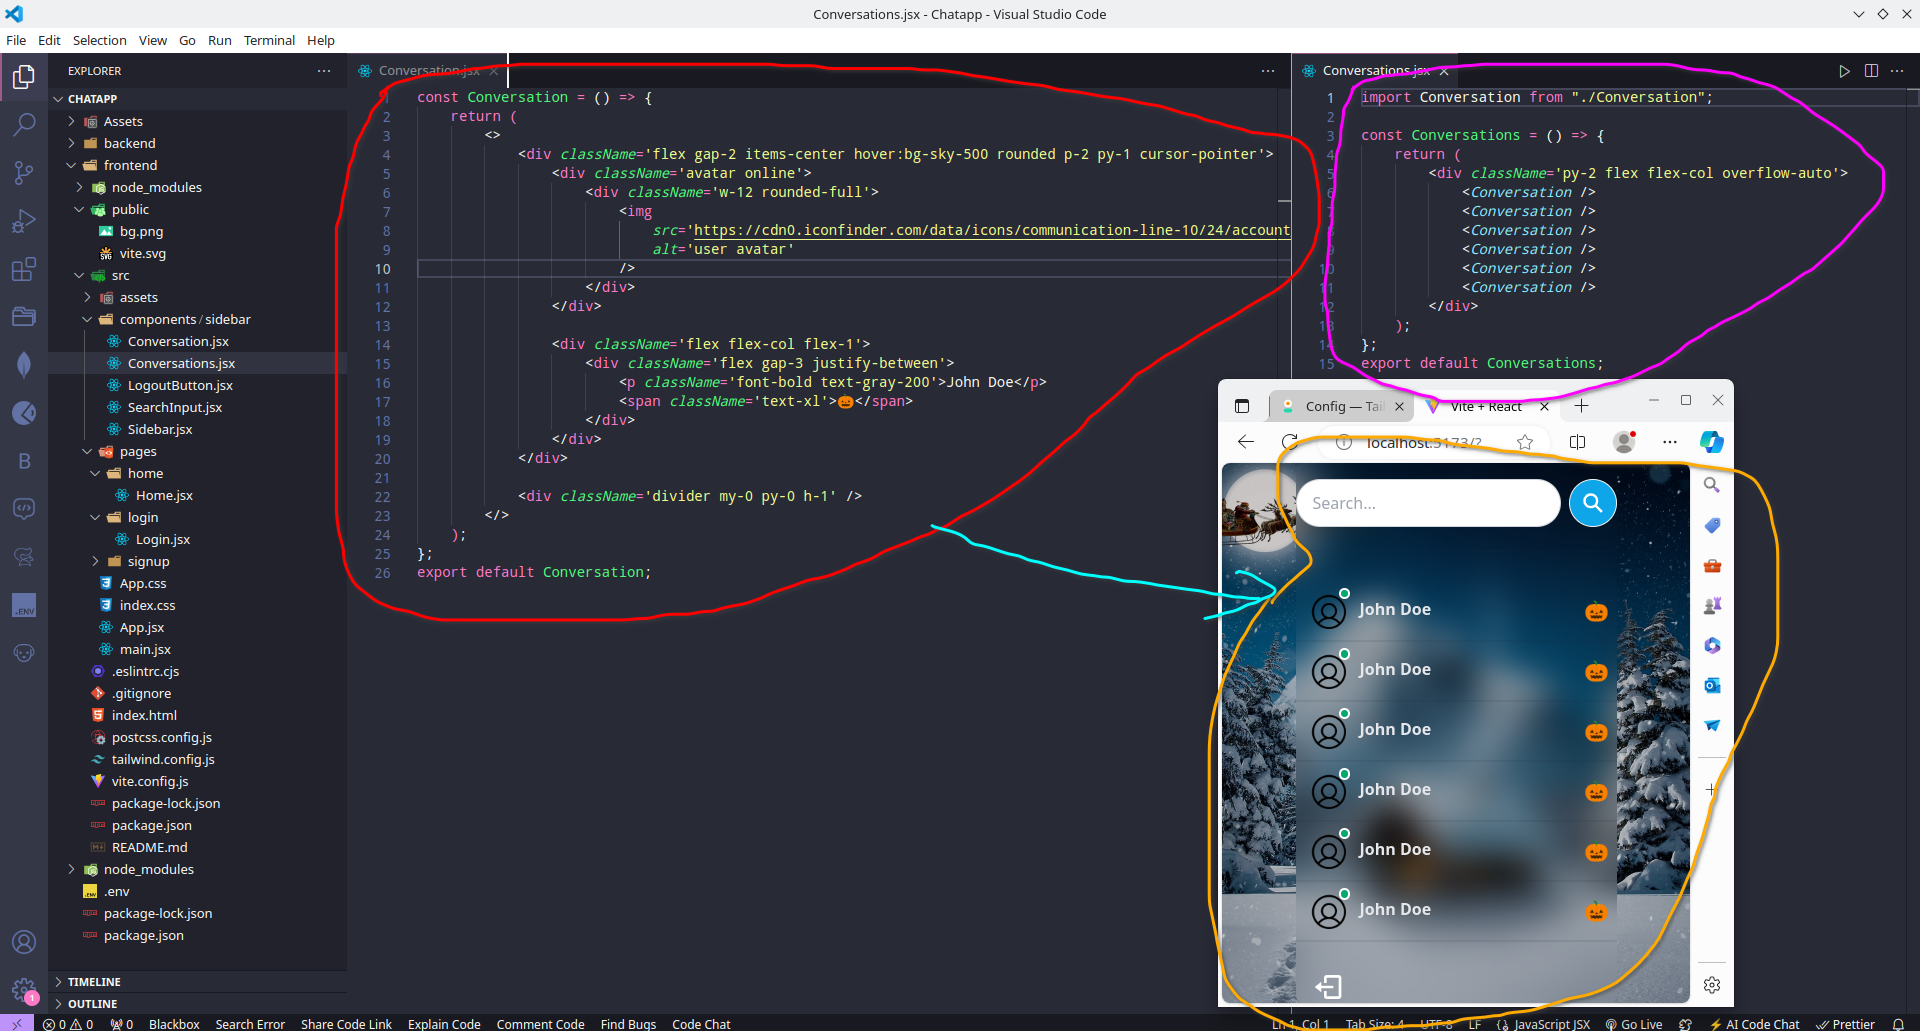 Conversations.jsx - Chatapp - Visual Studio Code
File Edit Selection View Go Run Terminal Help
EXPLORER
CHATAPP
Assets
backend
frontend
node_modules
public
bg.png
vite.svg
src
assets
components/sidebar
Conversation.jsx
Conversations.jsx
LogoutButton.jsx
SearchInput.jsx
Sidebar.jsx
pages
home
Home.jsx
login
Login.jsx
signup
App.css
index.css
App.jsx
main.jsx
.eslintrc.cjs
.gitignore
index.html
postcss.config.js
tailwind.config.js
vite.config.js
package-lock.json
package.json
README.md
node_modules
.env
package-lock.json
package.json
TIMELINE
OUTLINE
Conversation.jsx
1 const Conversation = () => {
2 return (
3 <>
4 <div className='flex gap-2 items-center hover:bg-sky-500 rounded p-2 py-1 cursor-pointer'>
5 <div className='avatar online'>
6 <div className='w-12 rounded-full'>
7 <img
8 src='https://cdn0.iconfinder.com/data/icons/communication-line-10/24/account
9 alt='user avatar'
10 />
11 </div>
12 </div>
13
14 <div className='flex flex-col flex-1'>
15 <div className='flex gap-3 justify-between'>
16 <p className='font-bold text-gray-200'>John Doe</p>
17 <span className='text-xl'>🎃</span>
18 </div>
19 </div>
20 </div>
21
22 <div className='divider my-0 py-0 h-1' />
23 </>
24 );
25 };
26 export default Conversation;
Conversations.jsx
1 import Conversation from "./Conversation";
2
3 const Conversations = () => {
4 return (
5 <div className='py-2 flex flex-col overflow-auto'>
6 <Conversation />
7 <Conversation />
8 <Conversation />
9 <Conversation />
10 <Conversation />
11 <Conversation />
12 </div>
13 );
14 };
15 export default Conversations;
Config — Tail
Vite + React
localhost:5173/?
Search...
John Doe 🎃
John Doe 🎃
John Doe 🎃
John Doe 🎃
John Doe 🎃
John Doe 🎃
.ENV
1
0 0 0 Blackbox Search Error Share Code Link Explain Code Comment Code Find Bugs Code Chat
Ln 1, Col 1 Tab Size: 4 UTF-8 LF {} JavaScript JSX Go Live AI Code Chat Prettier